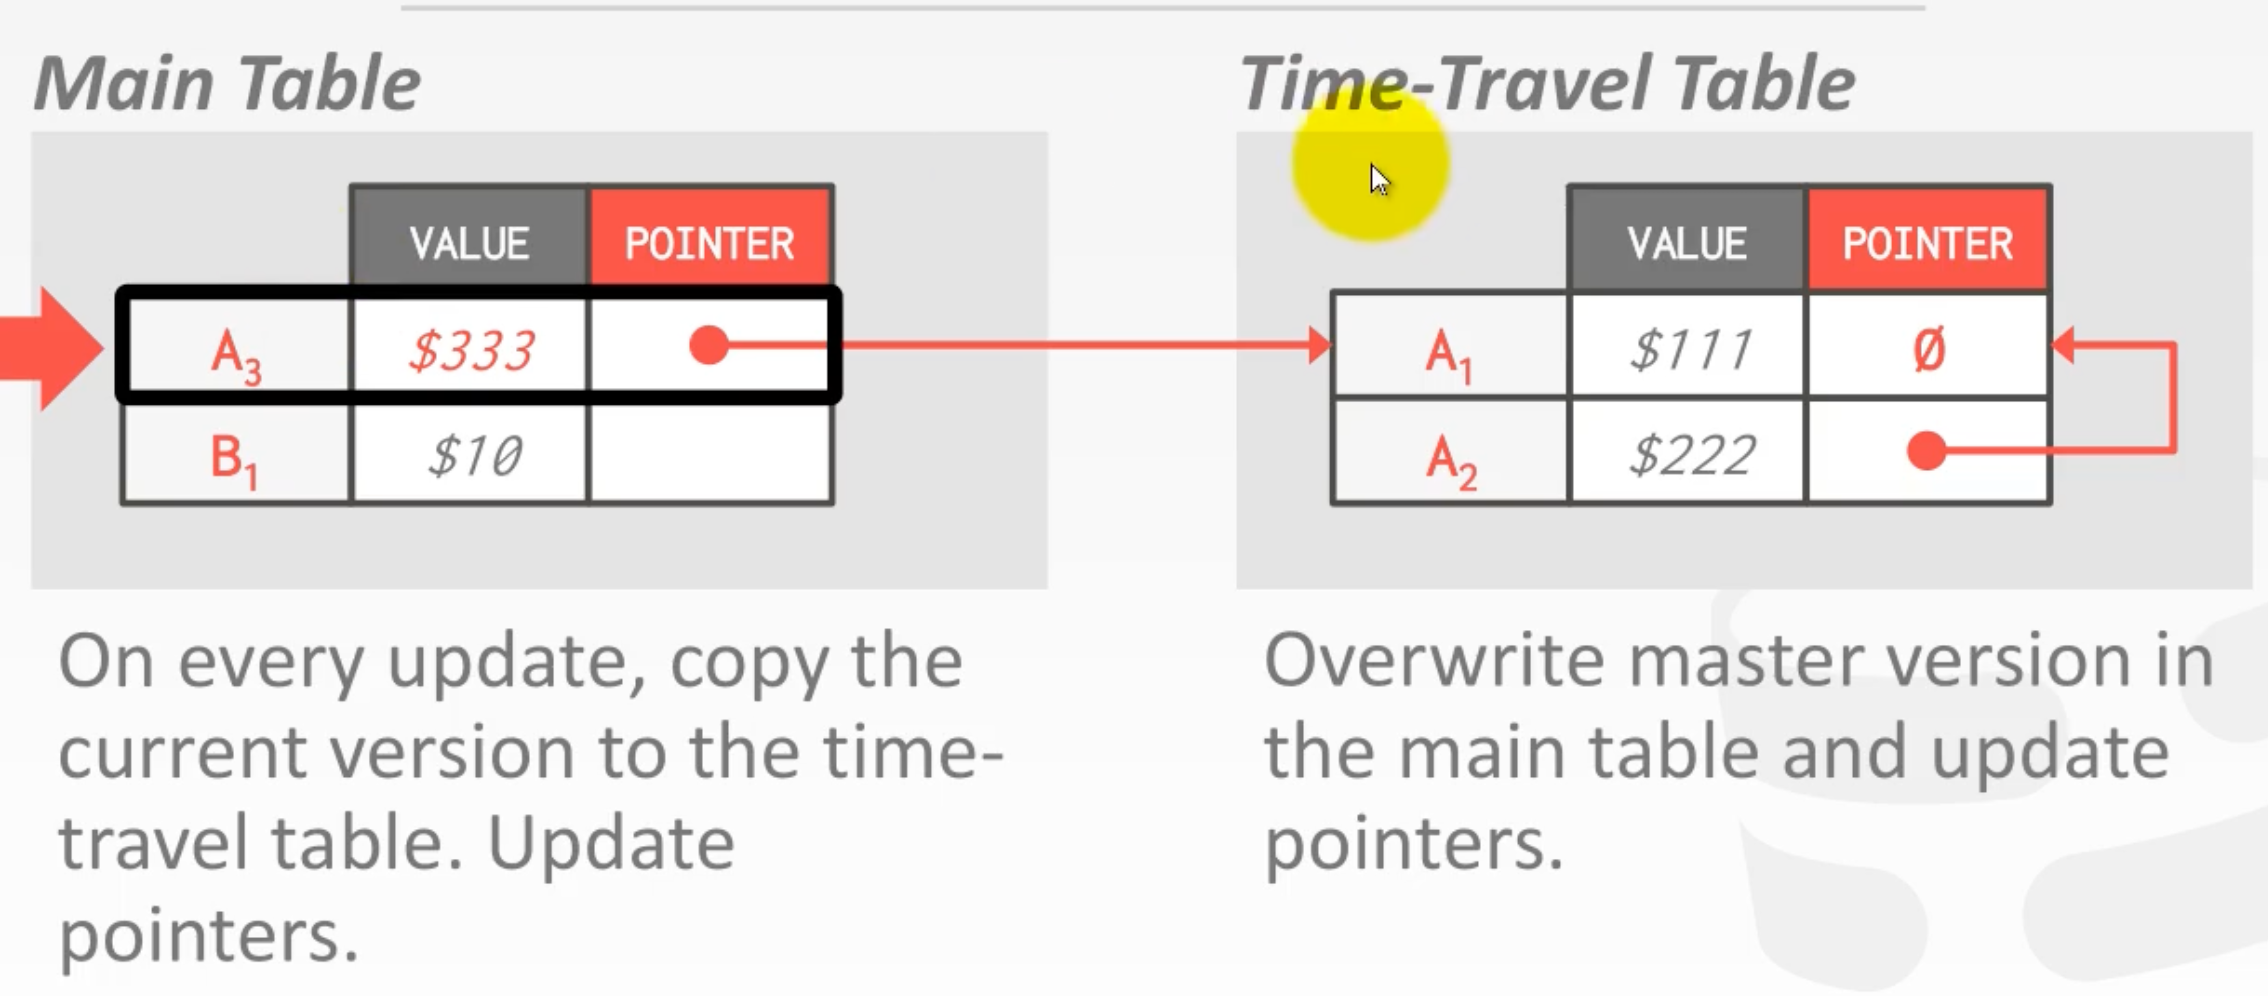 Main Table
VALUE POINTER
A₃ $333
B₁ $10
On every update, copy the
current version to the time-
travel table. Update
pointers.
Time-Travel Table
VALUE POINTER
A₁ $111 Ø
A₂ $222
Overwrite master version in
the main table and update
pointers.